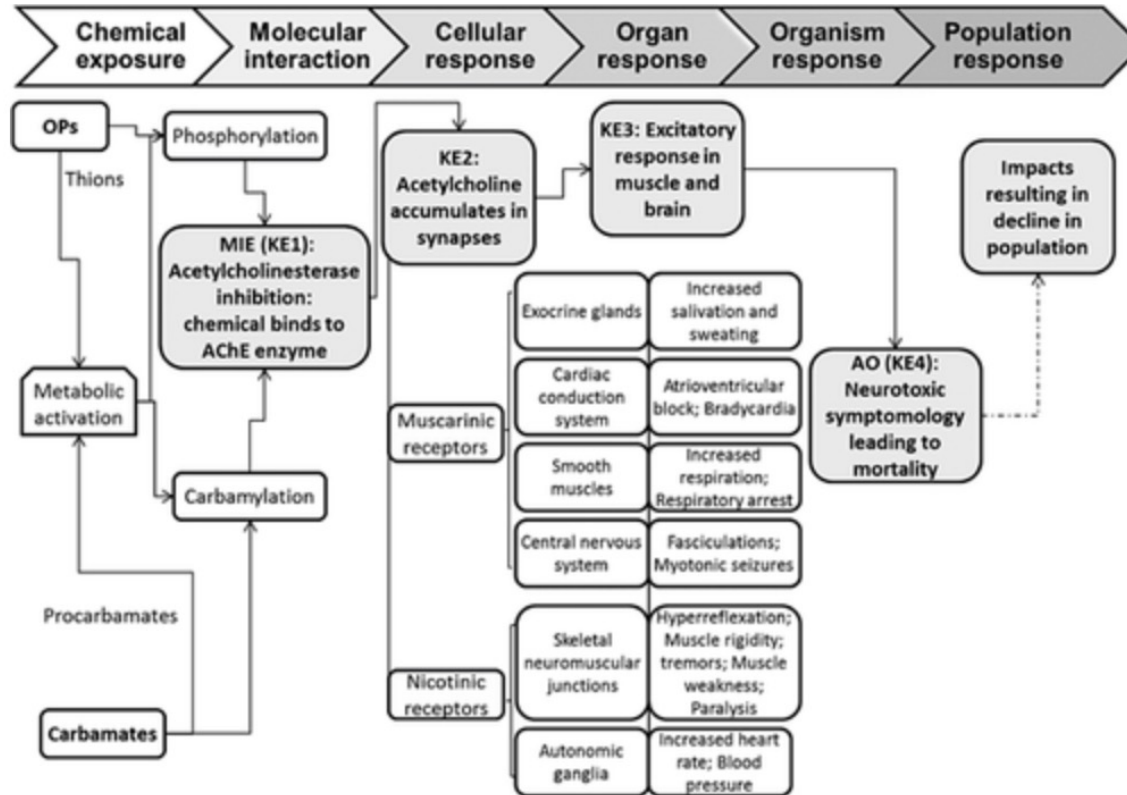 Chemical
exposure
Molecular
interaction
Cellular
response
Organ
response
Organism
response
Population
response
OPs
Thions
Metabolic
activation
Procarbamates
Carbamates
Phosphorylation
MIE (KE1):
Acetylcholinesterase
inhibition:
chemical binds to
AChE enzyme
Carbamylation
KE2:
Acetylcholine
accumulates in
synapses
KE3: Excitatory
response in
muscle and
brain
Muscarinic
receptors
Exocrine glands
Increased
salivation and
sweating
Cardiac
conduction
system
Atrioventricular
block; Bradycardia
Smooth
muscles
Increased
respiration;
Respiratory arrest
Central nervous
system
Fasciculations;
Myotonic seizures
Nicotinic
receptors
Skeletal
neuromuscular
junctions
Hyperreflexation;
Muscle rigidity;
tremors; Muscle
weakness;
Paralysis
Autonomic
ganglia
Increased heart
rate; Blood
pressure
AO (KE4):
Neurotoxic
symptomology
leading to
mortality
Impacts
resulting in
decline in
population